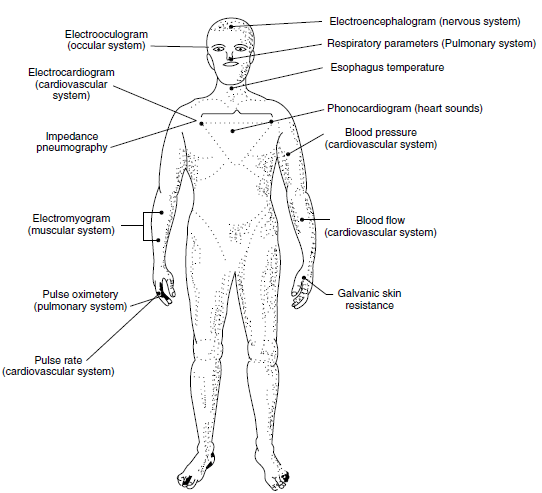 Electroencephalogram (nervous system)
Electrooculogram
(occular system)
Respiratory parameters (Pulmonary system)
Esophagus temperature
Electrocardiogram
(cardiovascular
system)
Phonocardiogram (heart sounds)
Impedance
pneumography
Blood pressure
(cardiovascular system)
Electromyogram
(muscular system)
Blood flow
(cardiovascular system)
Pulse oximetery
(pulmonary system)
Galvanic skin
resistance
Pulse rate
(cardiovascular system)